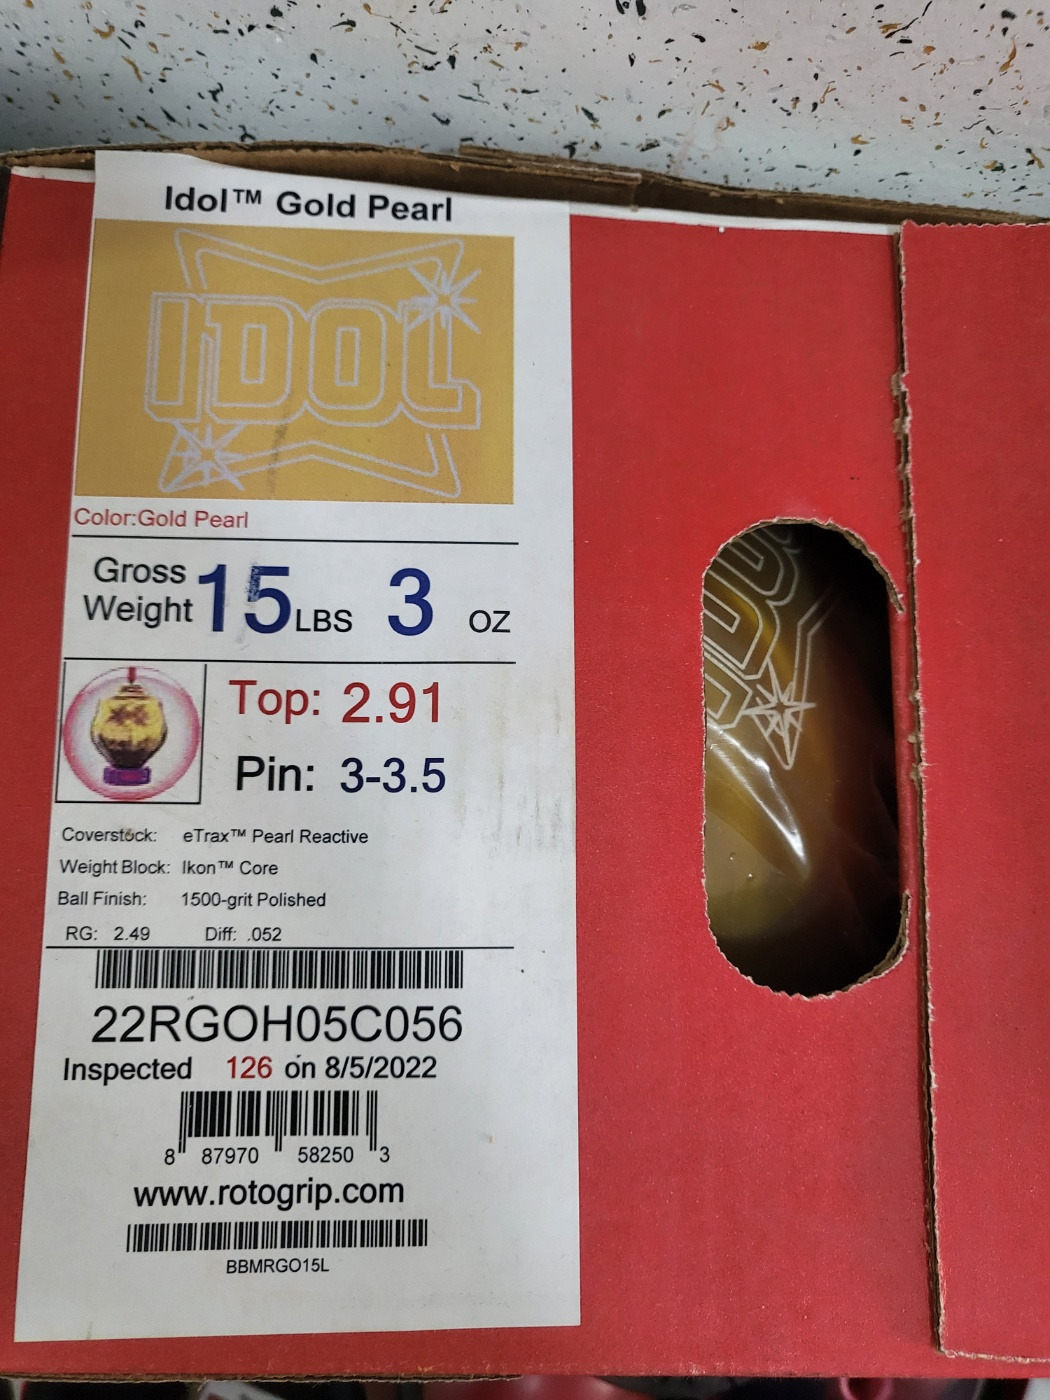 Idol™ Gold Pearl
IDOL
Color:Gold Pearl
Gross Weight 15 LBS 3 OZ
Top: 2.91
Pin: 3-3.5
Coverstock: eTrax™ Pearl Reactive
Weight Block: Ikon™ Core
Ball Finish: 1500-grit Polished
RG: 2.49 Diff: .052
22RGOH05C056
Inspected 126 on 8/5/2022
8 87970 58250 3
www.rotogrip.com
BBMRGO15L